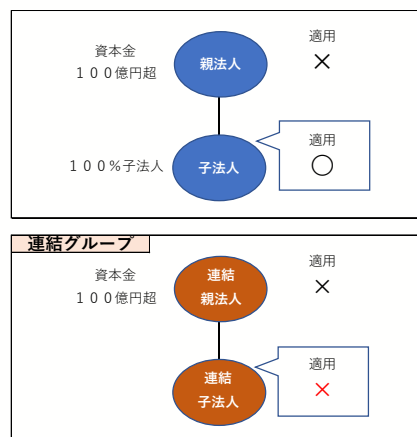 適用
資本金
１００億円超
親法人
×
適用
１００％子法人
子法人
○
連結グループ
適用
資本金
１００億円超
連結
親法人
×
適用
連結
子法人
×